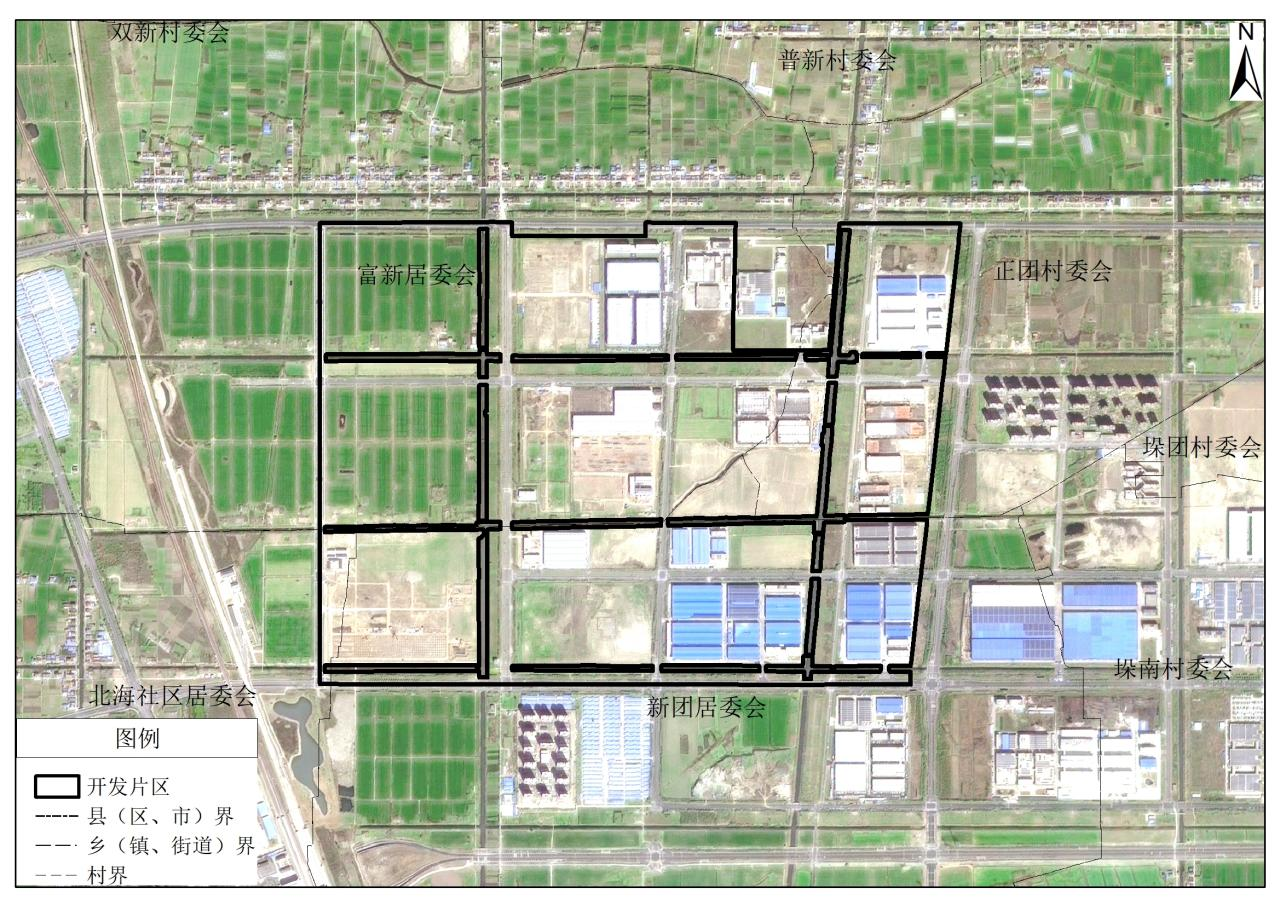 双新村委会
普新村委会
N
富新居委会
正团村委会
垛团村委会
垛南村委会
北海社区居委会
新团居委会
图例
开发片区
县（区、市）界
乡（镇、街道）界
村界